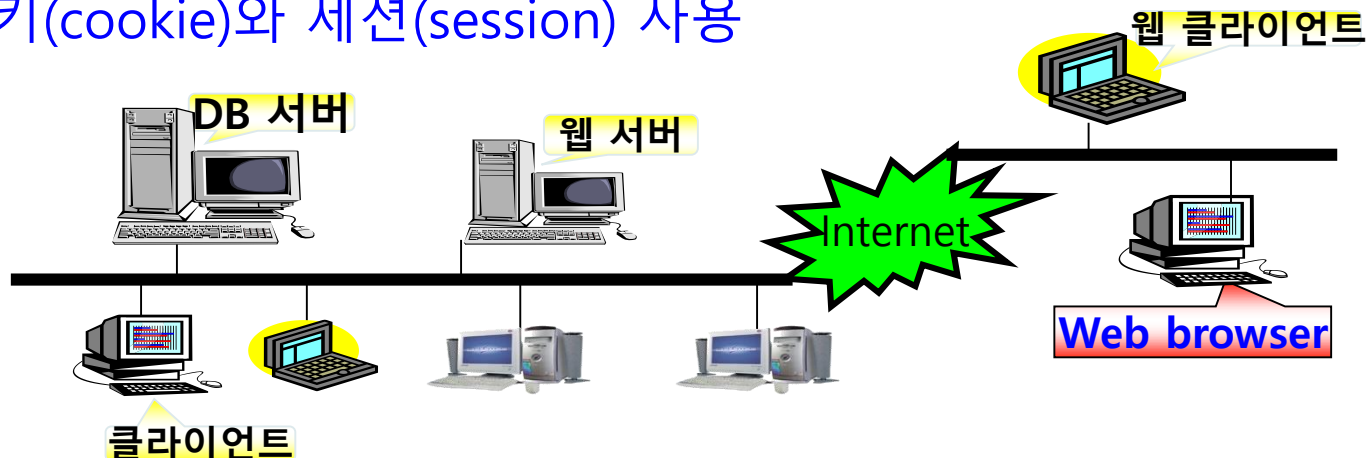 키(cookie)와 세션(session) 사용
웹 클라이언트
DB 서버
웹 서버
Internet
Web browser
클라이언트